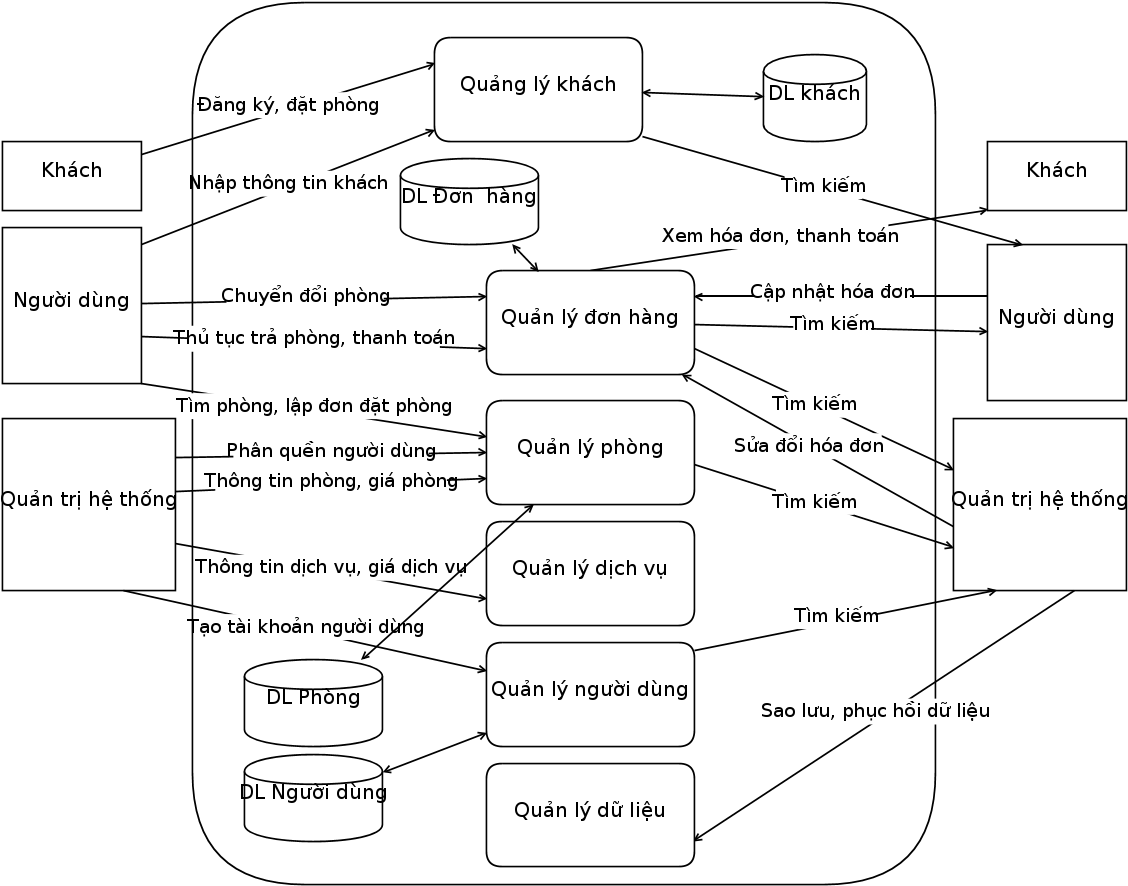 Quảng lý khách
DL khách
Đăng ký, đặt phòng
Khách
Khách
Nhập thông tin khách
Tìm kiếm
DL Đơn  hàng
Xem hóa đơn, thanh toán
Người dùng
Chuyển đổi phòng
Cập nhật hóa đơn
Quản lý đơn hàng
Người dùng
Tìm kiếm
Thủ tục trả phòng, thanh toán
Tìm phòng, lập đơn đặt phòng
Tìm kiếm
Phân quền người dùng
Quản lý phòng
Sửa đổi hóa đơn
Thông tin phòng, giá phòng
Quản trị hệ thống
Tìm kiếm
Quản trị hệ thống
Thông tin dịch vụ, giá dịch vụ
Quản lý dịch vụ
Tạo tài khoản người dùng
Tìm kiếm
DL Phòng
Quản lý người dùng
Sao lưu, phục hồi dữ liệu
DL Người dùng
Quản lý dữ liệu